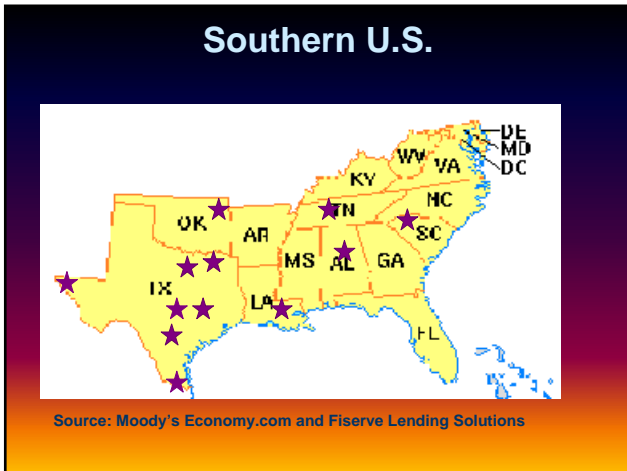 Southern U.S.
DE
MD
DC
WV
VA
KY
NC
TN
OK
AR
SC
MS
AL
GA
TX
LA
FL
Source: Moody's Economy.com and Fiserve Lending Solutions